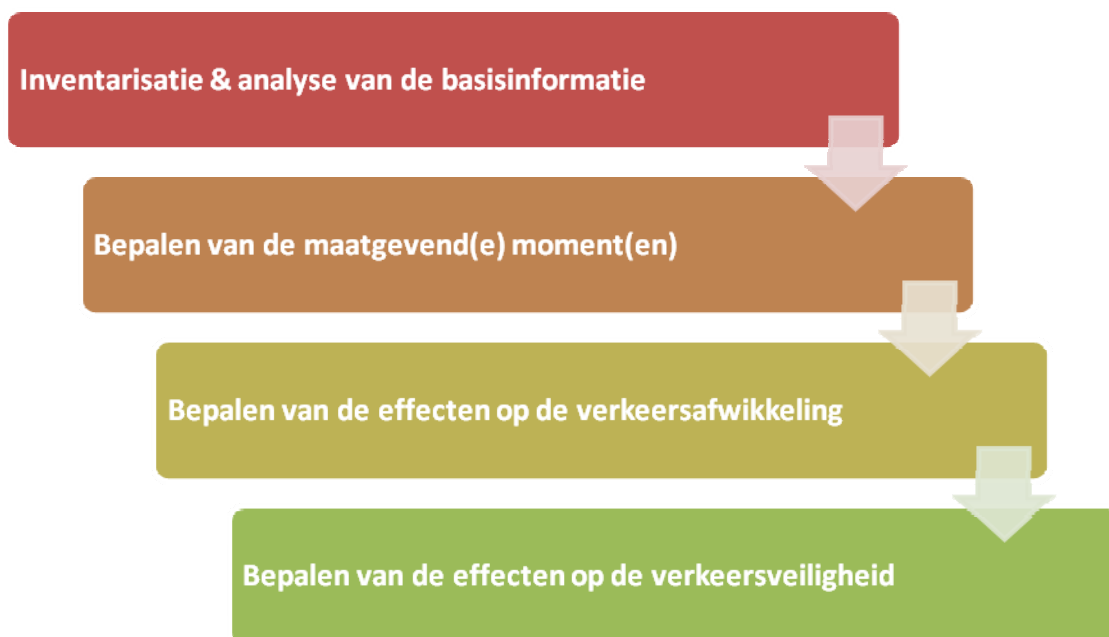 Inventarisatie & analyse van de basisinformatie
Bepalen van de maatgevend(e) moment(en)
Bepalen van de effecten op de verkeersafwikkeling
Bepalen van de effecten op de verkeersveiligheid